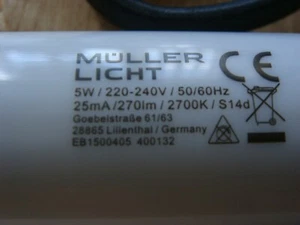 MÜLLER
LICHT
CE
5W / 220-240V / 50/60Hz
25mA/270lm / 2700K / S14d
Goebelstraße 61/63
28865 Lilienthal / Germany
EB1500405 400132